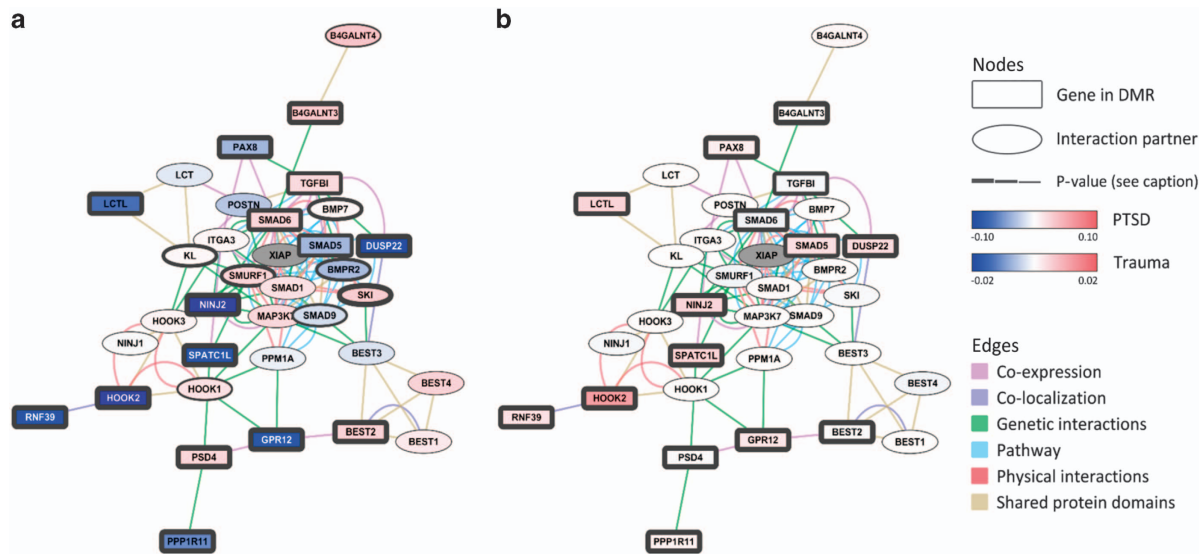 a
B4GALNT4
B4GALNT3
PAX8
LCT
TGFBI
LCTL
POSTN
BMP7
SMAD6
ITGA3
SMAD5
DUSP22
KL
XIAP
BMPR2
SMURF1
SMAD1
SKI
NINJ2
MAP3K7
SMAD9
HOOK3
NINJ1
SPATC1L
PPM1A
BEST3
HOOK1
BEST4
HOOK2
RNF39
BEST2
GPR12
BEST1
PSD4
PPP1R11
b
B4GALNT4
B4GALNT3
PAX8
LCT
TGFBI
LCTL
POSTN
BMP7
SMAD6
ITGA3
SMAD5
DUSP22
KL
XIAP
BMPR2
SMURF1
SMAD1
SKI
NINJ2
MAP3K7
SMAD9
HOOK3
NINJ1
SPATC1L
PPM1A
BEST3
HOOK1
BEST4
HOOK2
RNF39
BEST2
GPR12
BEST1
PSD4
PPP1R11
Nodes
Gene in DMR
Interaction partner
P-value (see caption)
PTSD
-0.10 0.10
Trauma
-0.02 0.02
Edges
Co-expression
Co-localization
Genetic interactions
Pathway
Physical interactions
Shared protein domains